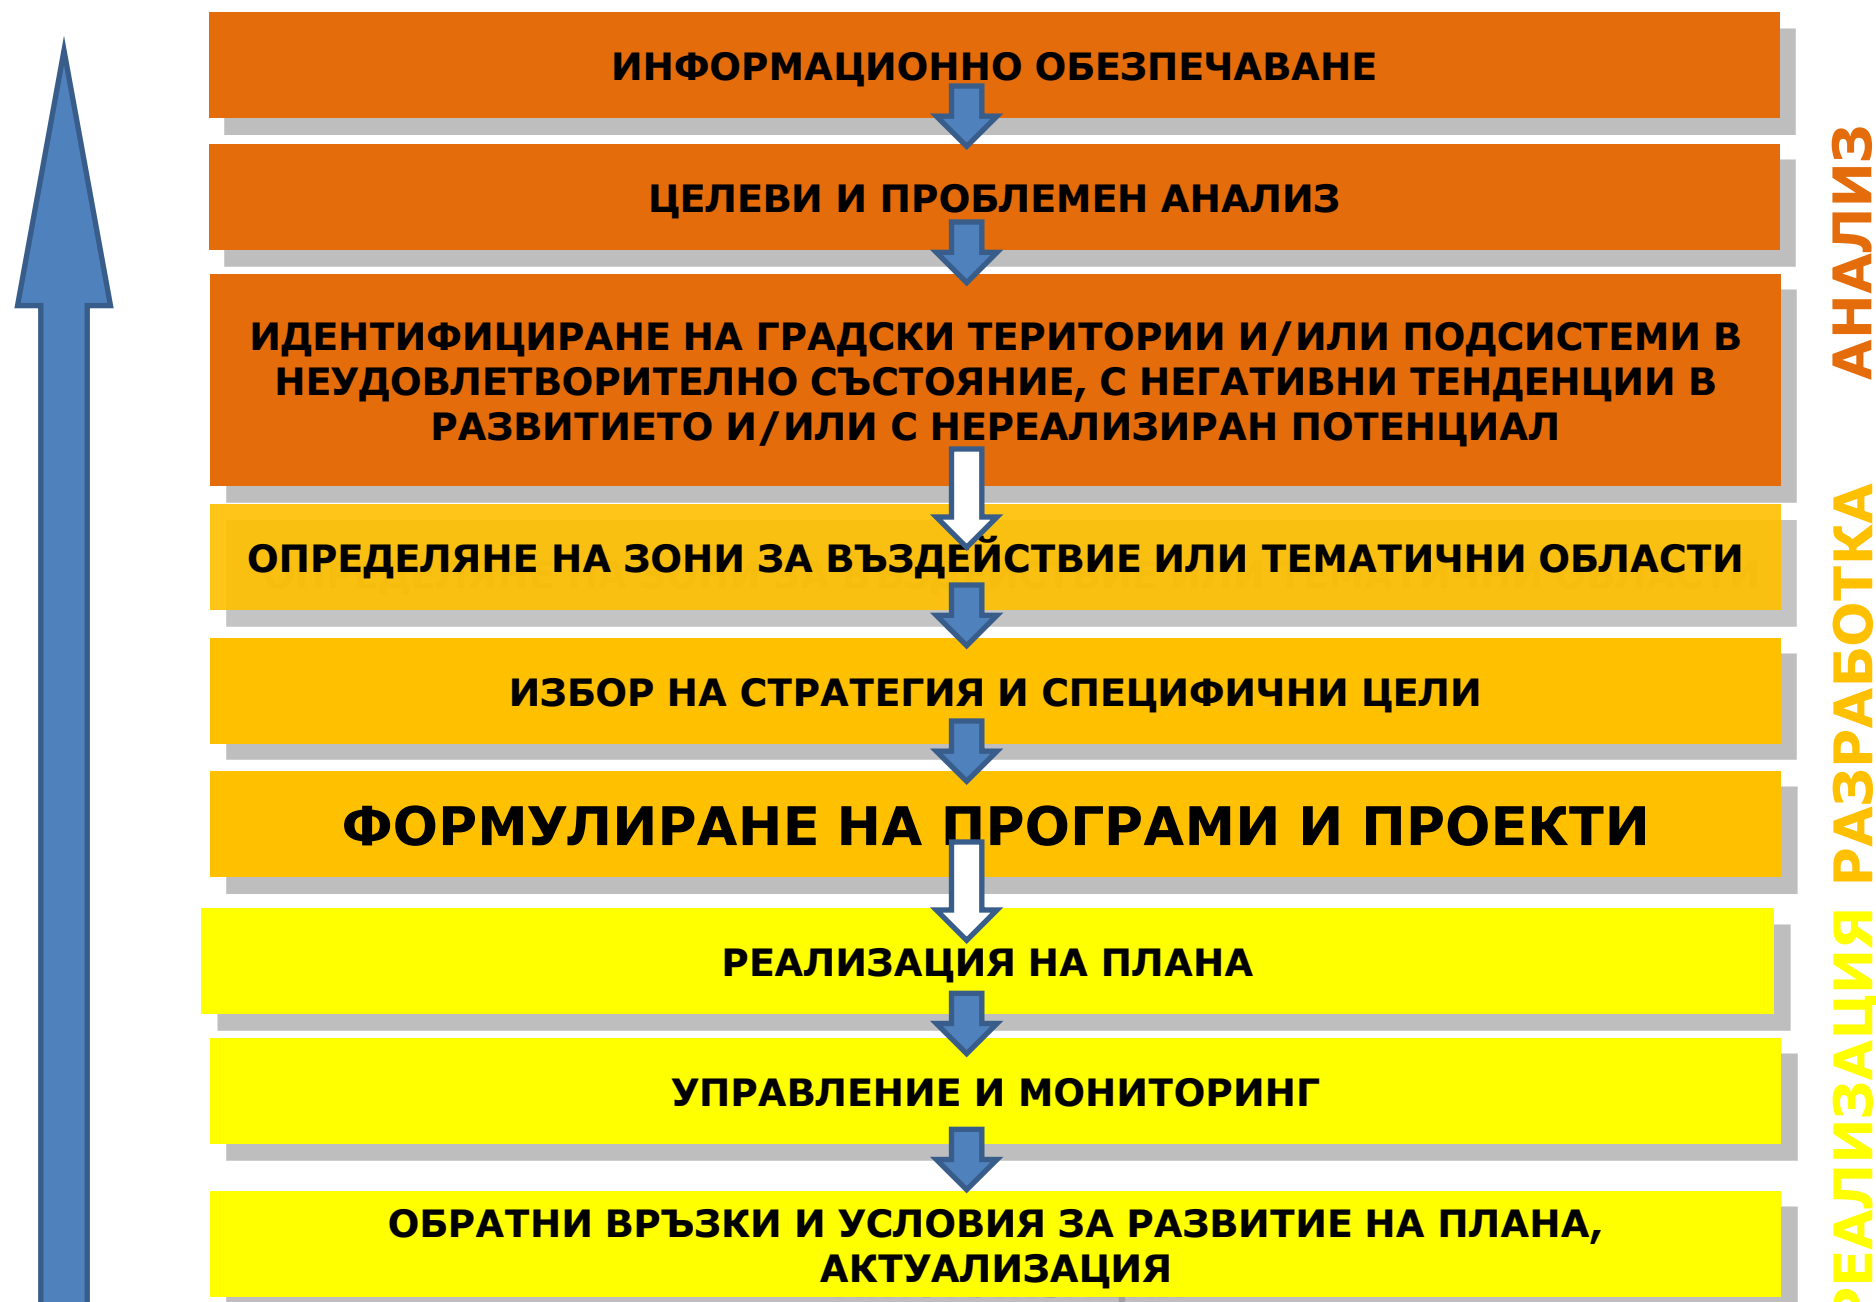 ИНФОРМАЦИОННО ОБЕЗПЕЧАВАНЕ
ЦЕЛЕВИ И ПРОБЛЕМЕН АНАЛИЗ
ИДЕНТИФИЦИРАНЕ НА ГРАДСКИ ТЕРИТОРИИ И/ИЛИ ПОДСИСТЕМИ В
НЕУДОВЛЕТВОРИТЕЛНО СЪСТОЯНИЕ, С НЕГАТИВНИ ТЕНДЕНЦИИ В
РАЗВИТИЕТО И/ИЛИ С НЕРЕАЛИЗИРАН ПОТЕНЦИАЛ
ОПРЕДЕЛЯНЕ НА ЗОНИ ЗА ВЪЗДЕЙСТВИЕ ИЛИ ТЕМАТИЧНИ ОБЛАСТИ
ИЗБОР НА СТРАТЕГИЯ И СПЕЦИФИЧНИ ЦЕЛИ
ФОРМУЛИРАНЕ НА ПРОГРАМИ И ПРОЕКТИ
РЕАЛИЗАЦИЯ НА ПЛАНА
УПРАВЛЕНИЕ И МОНИТОРИНГ
ОБРАТНИ ВРЪЗКИ И УСЛОВИЯ ЗА РАЗВИТИЕ НА ПЛАНА,
АКТУАЛИЗАЦИЯ
РЕАЛИЗАЦИЯ РАЗРАБОТКА АНАЛИЗ